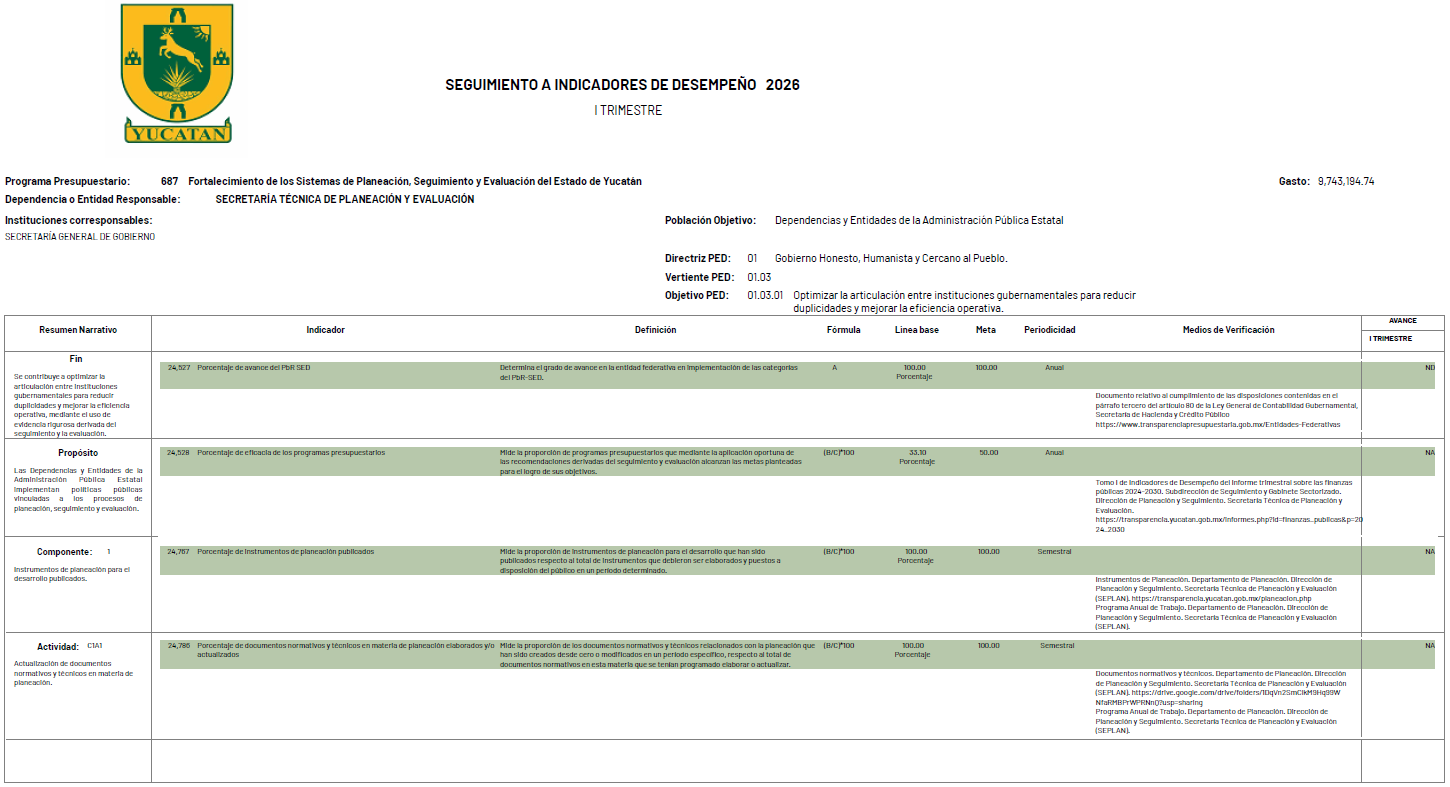 YUCATAN
SEGUIMIENTO A INDICADORES DE DESEMPEÑO 2026
I TRIMESTRE
Programa Presupuestario: 687 Fortalecimiento de los Sistemas de Planeación, Seguimiento y Evaluación del Estado de Yucatán
Gasto: 9,743,194.74
Dependencia o Entidad Responsable: SECRETARÍA TÉCNICA DE PLANEACIÓN Y EVALUACIÓN
Instituciones corresponsables:
SECRETARÍA GENERAL DE GOBIERNO
Población Objetivo: Dependencias y Entidades de la Administración Pública Estatal
Directriz PED: 01 Gobierno Honesto, Humanista y Cercano al Pueblo.
Vertiente PED: 01.03
Objetivo PED: 01.03.01 Optimizar la articulación entre instituciones gubernamentales para reducir
duplicidades y mejorar la eficiencia operativa.
Resumen Narrativo Indicador Definición Fórmula Linea base Meta Periodicidad Medios de Verificación
AVANCE
I TRIMESTRE
Fin
Se contribuye a optimizar la
articulación entre instituciones
gubernamentales para reducir
duplicidades y mejorar la eficiencia
operativa, mediante el uso de
evidencia rigurosa derivada del
seguimiento y la evaluación.
24,527 Porcentaje de avance del PbR SED
Determina el grado de avance en la entidad federativa en implementación de las categorías
del PbR-SED.
A
100.00
Porcentaje
100.00
Anual
ND
Documento relativo al cumplimiento de las disposiciones contenidas en el
párrafo tercero del artículo 80 de la Ley General de Contabilidad Gubernamental,
Secretaría de Hacienda y Crédito Público
https://www.transparenciapresupuestaria.gob.mx/Entidades-Federativas
Propósito
Las Dependencias y Entidades de la
Administración Pública Estatal
implementan políticas públicas
vinculadas a los procesos de
planeación, seguimiento y evaluación.
24,528 Porcentaje de eficacia de los programas presupuestarios
Mide la proporción de programas presupuestarios que mediante la aplicación oportuna de
las recomendaciones derivadas del seguimiento y evaluación alcanzan las metas planteadas
para el logro de sus objetivos.
(B/C)*100
33.10
Porcentaje
50.00
Anual
NA
Tomo I de Indicadores de Desempeño del informe trimestral sobre las finanzas
públicas 2024-2030. Subdirección de Seguimiento y Gabinete Sectorizado.
Dirección de Planeación y Seguimiento. Secretaría Técnica de Planeación y
Evaluación.
https://transparencia.yucatan.gob.mx/informes.php?id=finanzas_publicas&p=20
24_2030
Componente: 1
Instrumentos de planeación para el
desarrollo publicados.
24,767 Porcentaje de instrumentos de planeación publicados
Mide la proporción de instrumentos de planeación para el desarrollo que han sido
publicados respecto al total de instrumentos que debieron ser elaborados y puestos a
disposición del público en un periodo determinado.
(B/C)*100
100.00
Porcentaje
100.00
Semestral
NA
Instrumentos de Planeación. Departamento de Planeación. Dirección de
Planeación y Seguimiento. Secretaría Técnica de Planeación y Evaluación
(SEPLAN). https://transparencia.yucatan.gob.mx/planeacion.php
Programa Anual de Trabajo. Departamento de Planeación. Dirección de
Planeación y Seguimiento. Secretaría Técnica de Planeación y Evaluación
(SEPLAN).
Actividad: C1A1
Actualización de documentos
normativos y técnicos en materia de
planeación.
24,786 Porcentaje de documentos normativos y técnicos en materia de planeación elaborados y/o
actualizados
Mide la proporción de los documentos normativos y técnicos relacionados con la planeación que
han sido creados desde cero o modificados en un periodo específico, respecto al total de
documentos normativos en esta materia que se tenían programado elaborar o actualizar.
(B/C)*100
100.00
Porcentaje
100.00
Semestral
NA
Documentos normativos y técnicos. Departamento de Planeación. Dirección
de Planeación y Seguimiento. Secretaría Técnica de Planeación y Evaluación
(SEPLAN). https://drive.google.com/drive/folders/
Programa Anual de Trabajo. Departamento de Planeación. Dirección de
Planeación y Seguimiento. Secretaría Técnica de Planeación y Evaluación
(SEPLAN).